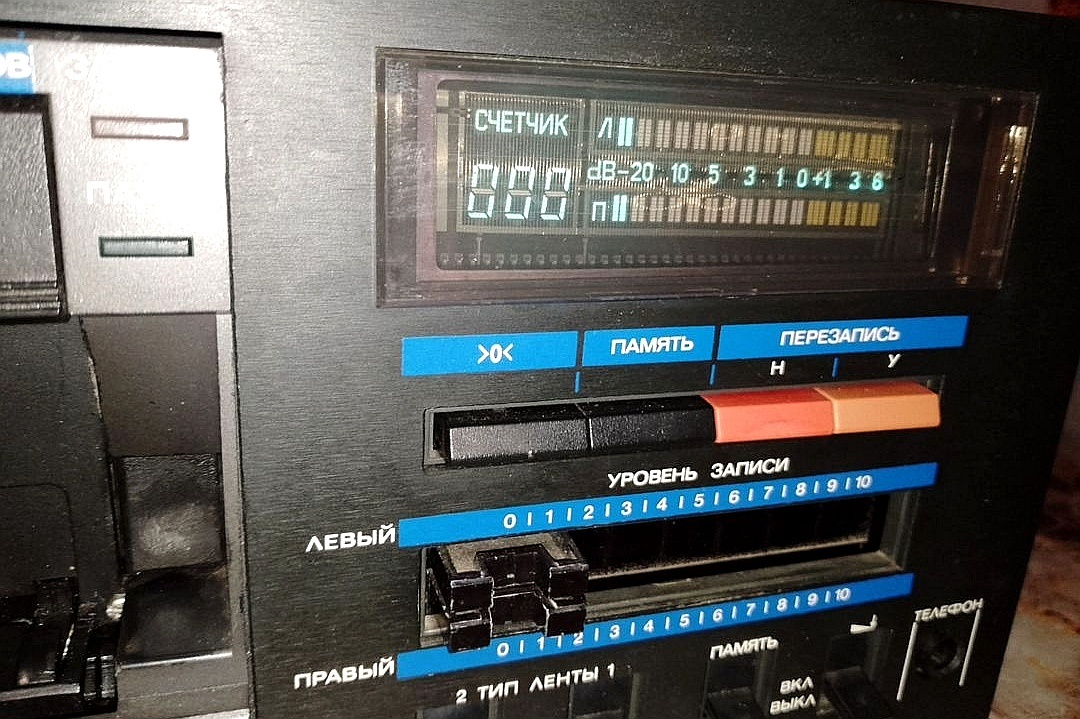 СЧЕТЧИК
000
Л
dB-20 10 5 3 1 0 +1 3 6
П
>0<
ПАМЯТЬ
ПЕРЕЗАПИСЬ
Н
У
УРОВЕНЬ ЗАПИСИ
0 1 2 3 4 5 6 7 8 9 10
ЛЕВЫЙ
0 1 2 3 4 5 6 7 8 9 10
ПРАВЫЙ
2 ТИП ЛЕНТЫ 1
ПАМЯТЬ
ВКЛ
ВЫКЛ
ТЕЛЕФОН